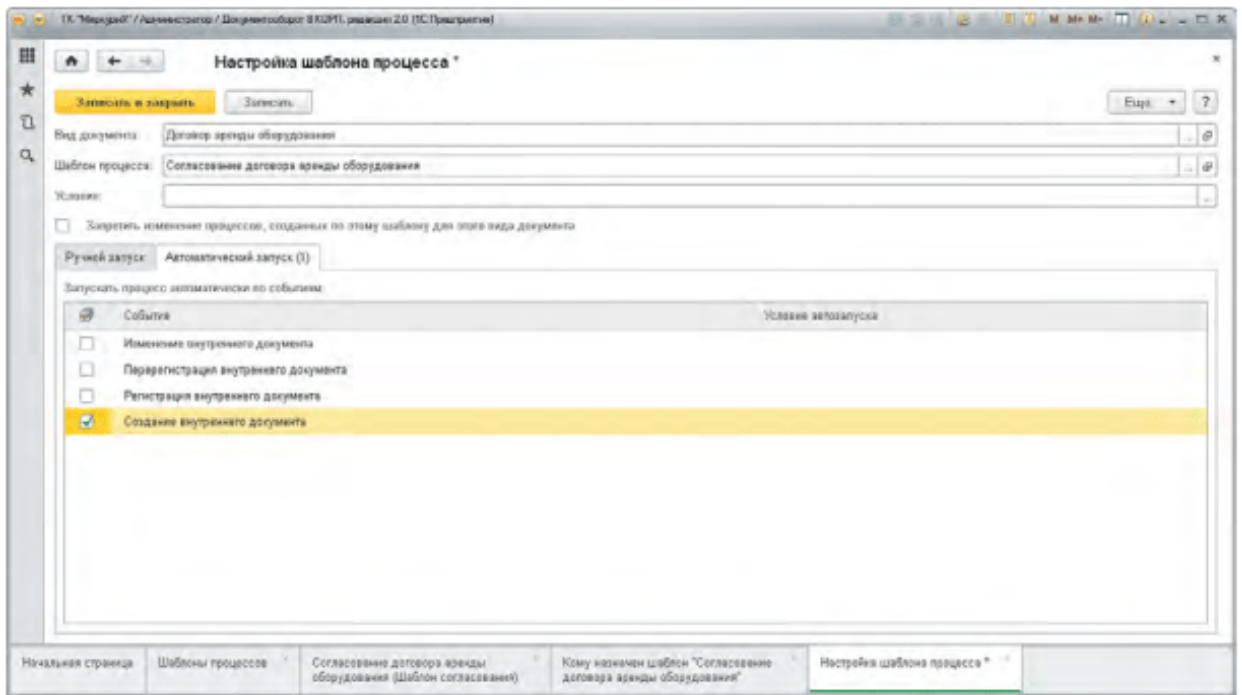 ГК "Меркурий" / Администратор / Документооборот 8 КОРП, редакция 2.0 (1С:Предприятие)
M M+ M-
Настройка шаблона процесса *
Записать и закрыть
Записать
Еще
?
Вид документа:
Договор аренды оборудования
Шаблон процесса:
Согласование договора аренды оборудования
Условие:
Запретить изменение процессов, созданных по этому шаблону для этого вида документа
Ручной запуск
Автоматический запуск (1)
Запускать процесс автоматически по событиям:
Событие
Условие автозапуска
Изменение внутреннего документа
Перерегистрация внутреннего документа
Регистрация внутреннего документа
Создание внутреннего документа
Начальная страница
Шаблоны процессов
Согласование договора аренды
оборудования (Шаблон согласования)
Кому назначен шаблон "Согласование
договора аренды оборудования"
Настройка шаблона процесса *